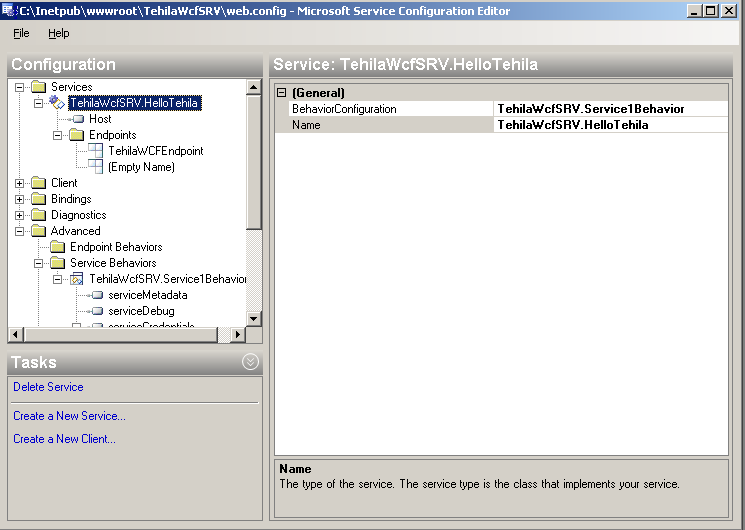 C:\Inetpub\wwwroot\TehilaWcfSRV\web.config - Microsoft Service Configuration Editor
File Help
Configuration
Services
TehilaWcfSRV.HelloTehila
Host
Endpoints
TehilaWCFEndpoint
(Empty Name)
Client
Bindings
Diagnostics
Advanced
Endpoint Behaviors
Service Behaviors
TehilaWcfSRV.Service1Behavior
serviceMetadata
serviceDebug
serviceCredentials
Tasks
Delete Service
Create a New Service...
Create a New Client...
Service: TehilaWcfSRV.HelloTehila
(General)
BehaviorConfiguration TehilaWcfSRV.Service1Behavior
Name TehilaWcfSRV.HelloTehila
Name
The type of the service. The service type is the class that implements your service.